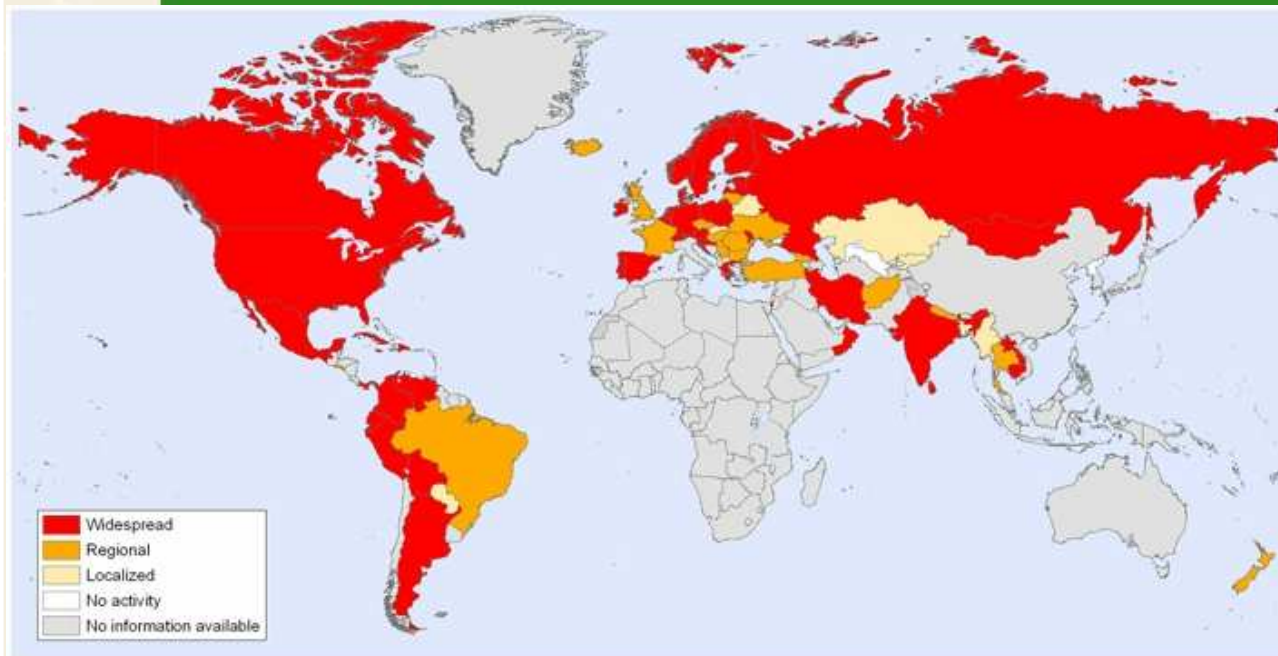 Widespread
Regional
Localized
No activity
No information available